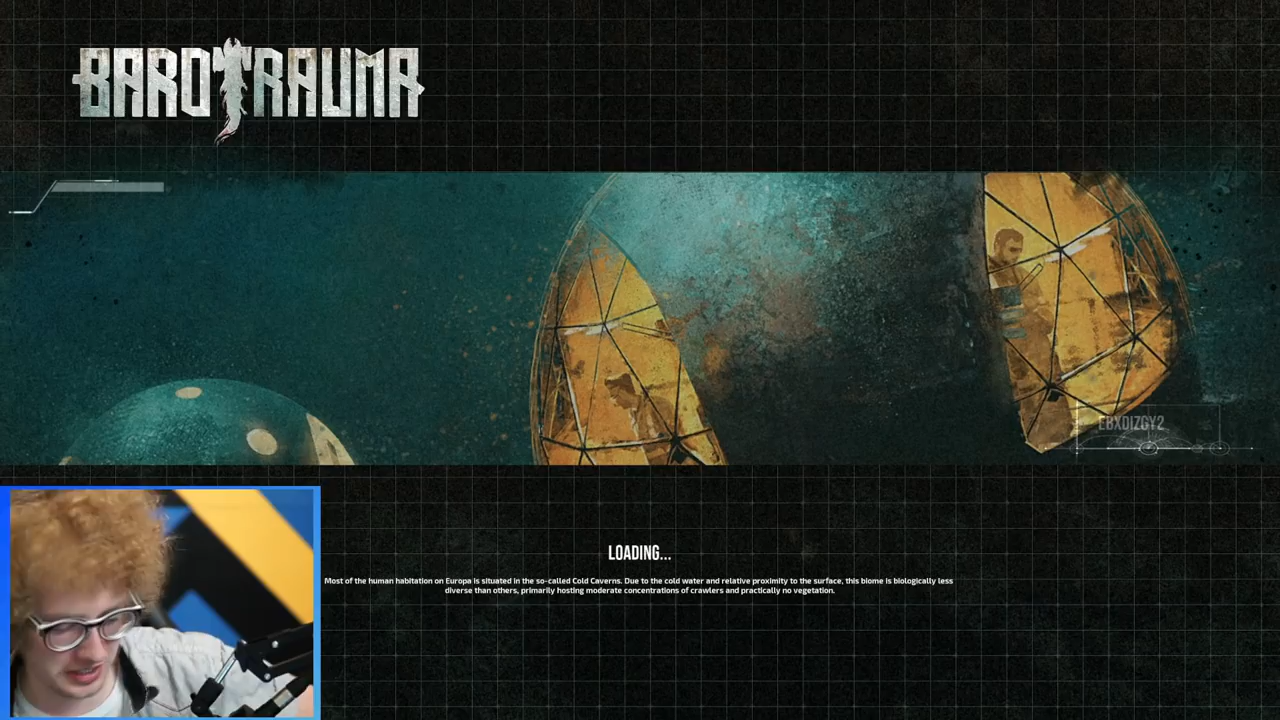 BAROTRAUMA
EBXDIZGY2
LOADING...
Most of the human habitation on Europa is situated in the so-called Cold Caverns. Due to the cold water and relative proximity to the surface, this biome is biologically less
diverse than others, primarily hosting moderate concentrations of crawlers and practically no vegetation.